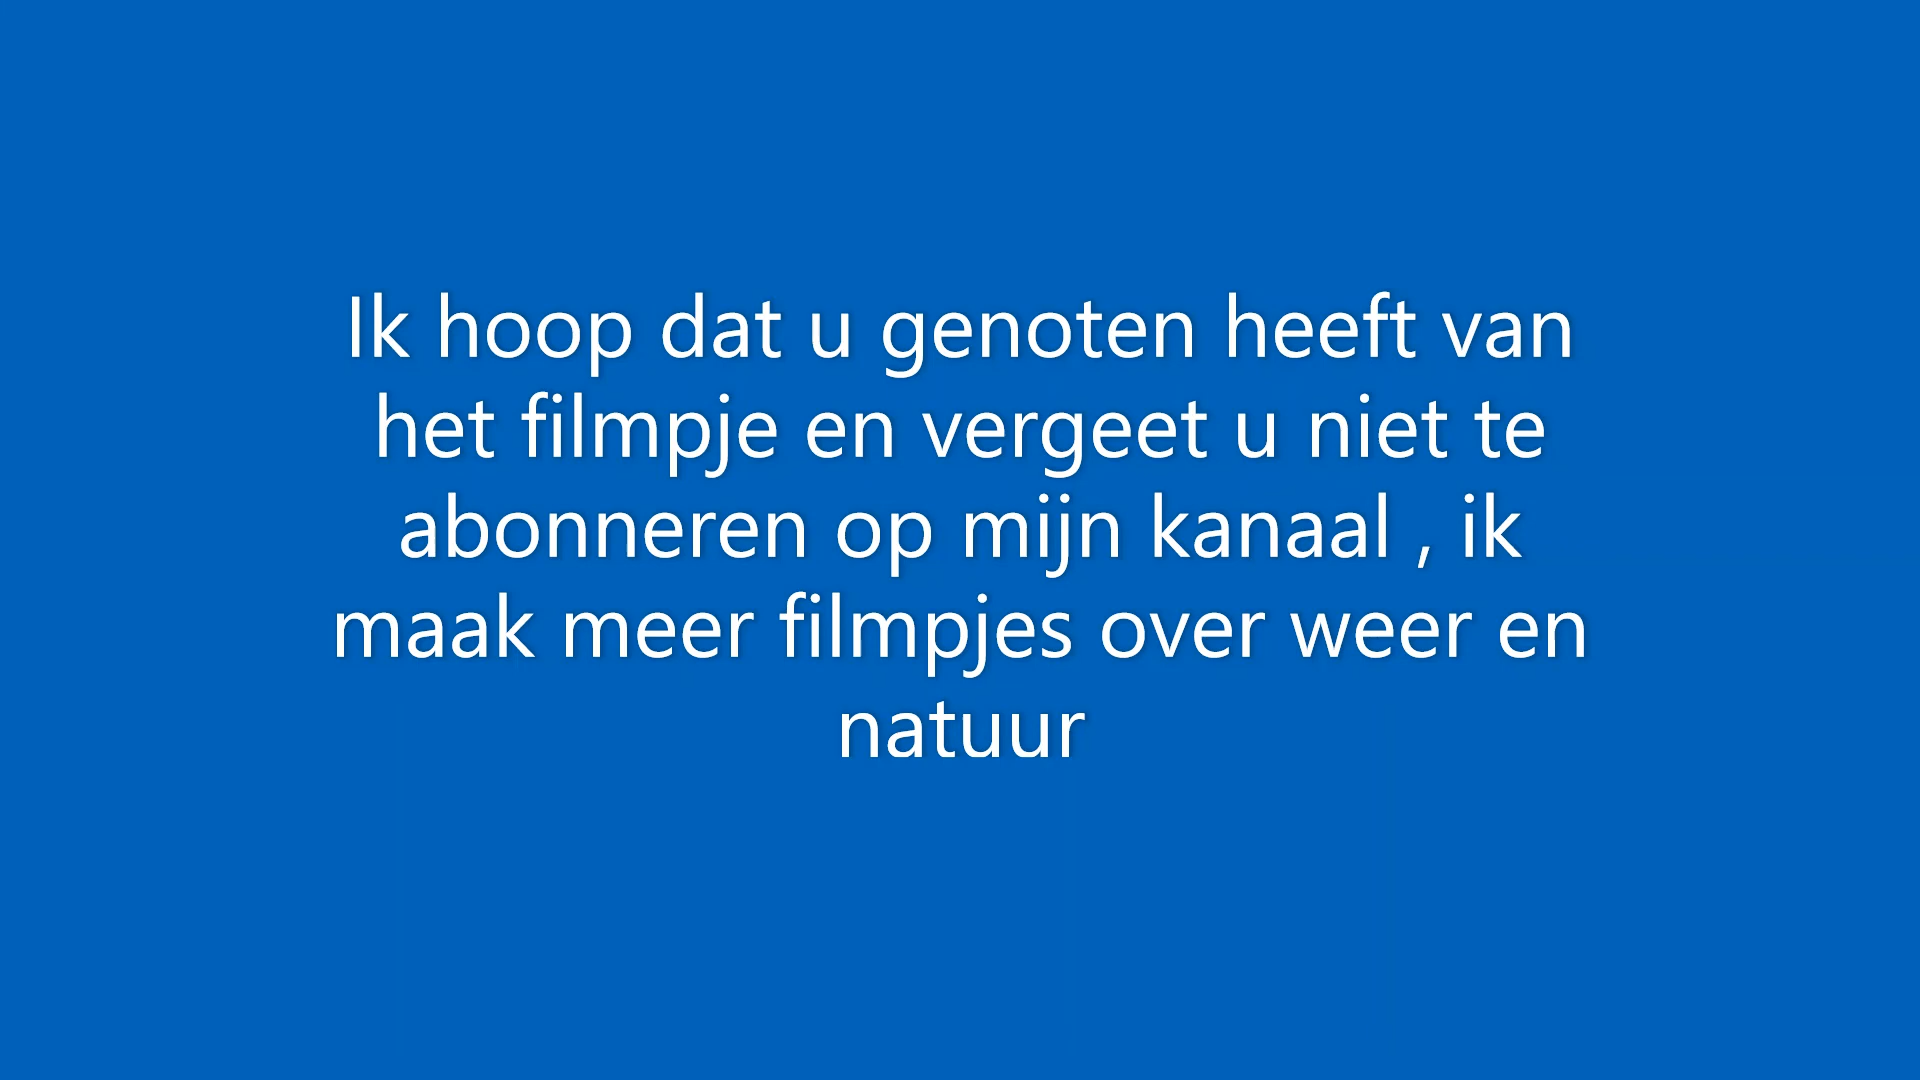 Ik hoop dat u genoten heeft van
het filmpje en vergeet u niet te
abonneren op mijn kanaal , ik
maak meer filmpjes over weer en
natuur